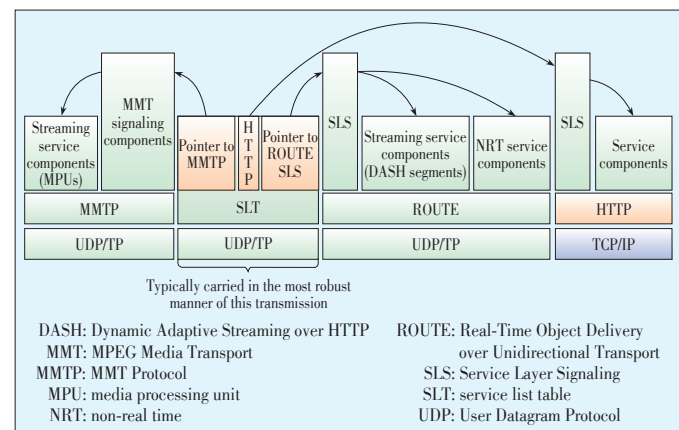 Streaming
service
components
(MPUs)
MMT
signaling
components
Pointer to
MMTP
H
T
T
P
Pointer to
ROUTE
SLS
SLS
Streaming service
components
(DASH segments)
NRT service
components
SLS
Service
components
MMTP
SLT
ROUTE
HTTP
UDP/TP
UDP/TP
UDP/TP
TCP/IP
Typically carried in the most robust
manner of this transmission
DASH: Dynamic Adaptive Streaming over HTTP
MMT: MPEG Media Transport
MMTP: MMT Protocol
MPU: media processing unit
NRT: non-real time
ROUTE: Real-Time Object Delivery
over Unidirectional Transport
SLS: Service Layer Signaling
SLT: service list table
UDP: User Datagram Protocol